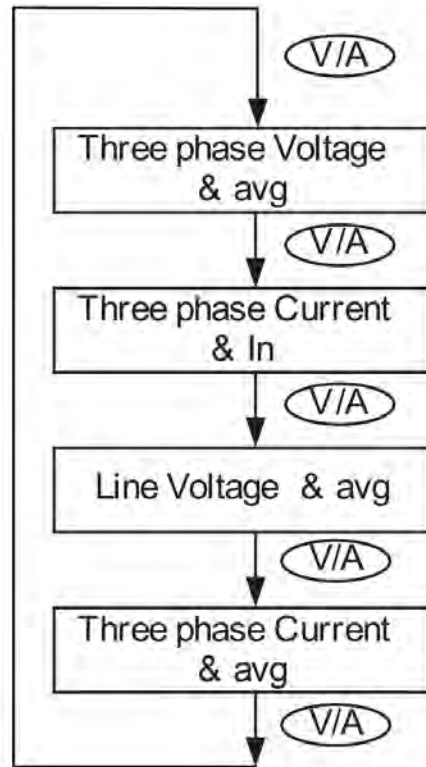 V/A
Three phase Voltage
& avg
V/A
Three phase Current
& In
V/A
Line Voltage & avg
V/A
Three phase Current
& avg
V/A